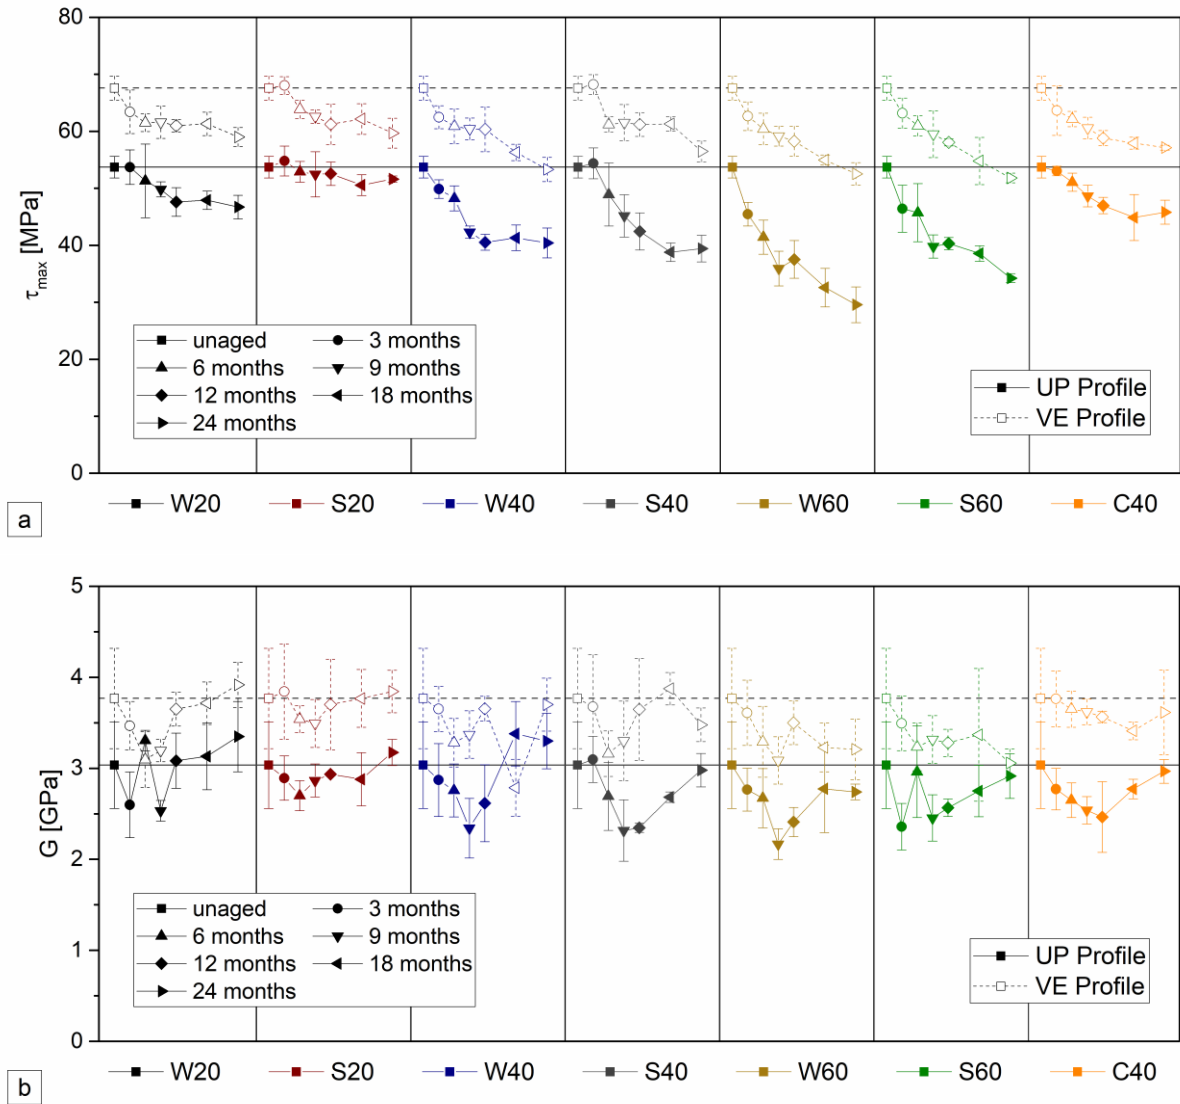 80
60
40
20
0
τmax [MPa]
unaged 3 months
6 months 9 months
12 months 18 months
24 months
UP Profile
VE Profile
W20 S20 W40 S40 W60 S60 C40
a
5
4
3
2
1
0
G [GPa]
unaged 3 months
6 months 9 months
12 months 18 months
24 months
UP Profile
VE Profile
W20 S20 W40 S40 W60 S60 C40
b